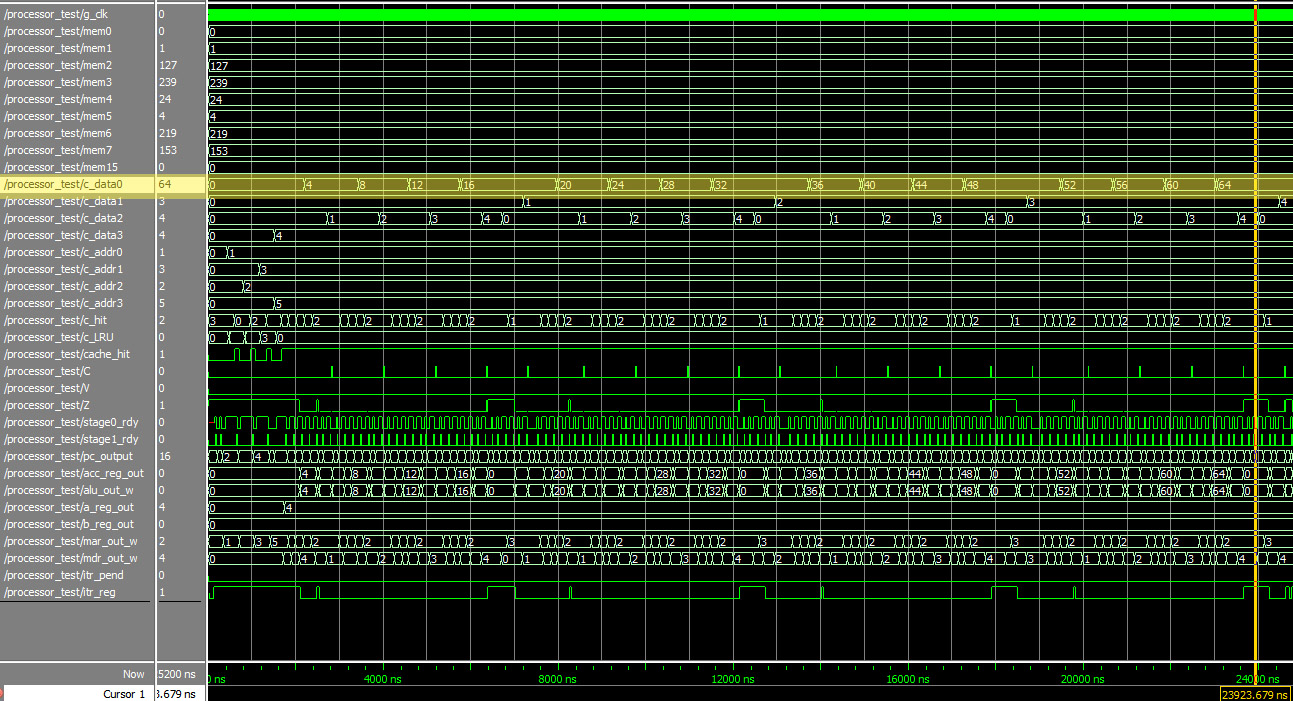 /processor_test/g_clk 0
/processor_test/mem0 0 0
/processor_test/mem1 1 1
/processor_test/mem2 127 127
/processor_test/mem3 239 239
/processor_test/mem4 24 24
/processor_test/mem5 4 4
/processor_test/mem6 219 219
/processor_test/mem7 153 153
/processor_test/mem15 0 0
/processor_test/c_data0 64 0 4 8 12 16 20 24 28 32 36 40 44 48 52 56 60 64
/processor_test/c_data1 3 0 1 2 3 4
/processor_test/c_data2 4 0 1 2 3 4 0 1 2 3 4 0 1 2 3 4 0 1 2 3 4 0
/processor_test/c_data3 4 0 4
/processor_test/c_addr0 1 0 1
/processor_test/c_addr1 3 0 3
/processor_test/c_addr2 2 0 2
/processor_test/c_addr3 5 0 5
/processor_test/c_hit 2 3 0 2 2 2 2 2 1 2 2 2 2 1 2 2 2 2 1 2 2 2 2 1
/processor_test/c_LRU 0 0 3 0
/processor_test/cache_hit 1
/processor_test/C 0
/processor_test/V 0
/processor_test/Z 1
/processor_test/stage0_rdy 0
/processor_test/stage1_rdy 0
/processor_test/pc_output 16 0 2 4
/processor_test/acc_reg_out 0 0 4 8 12 16 0 20 28 32 0 36 44 48 0 52 60 64 0
/processor_test/alu_out_w 0 0 4 8 12 16 0 20 28 32 0 36 44 48 0 52 60 64 0
/processor_test/a_reg_out 4 0 4
/processor_test/b_reg_out 0 0
/processor_test/mar_out_w 2 0 1 3 5 2 2 2 2 3 2 2 2 2 3 2 2 2 2 3 2 2 2 2 3
/processor_test/mdr_out_w 4 0 4 1 2 3 4 0 1 2 3 4 2 1 2 3 4 3 1 2 3 4 0 4
/processor_test/itr_pend 0
/processor_test/itr_reg 1
Now 5200 ns ns 4000 ns 8000 ns 12000 ns 16000 ns 20000 ns 24000 ns
Cursor 1 3.679 ns 23923.679 ns